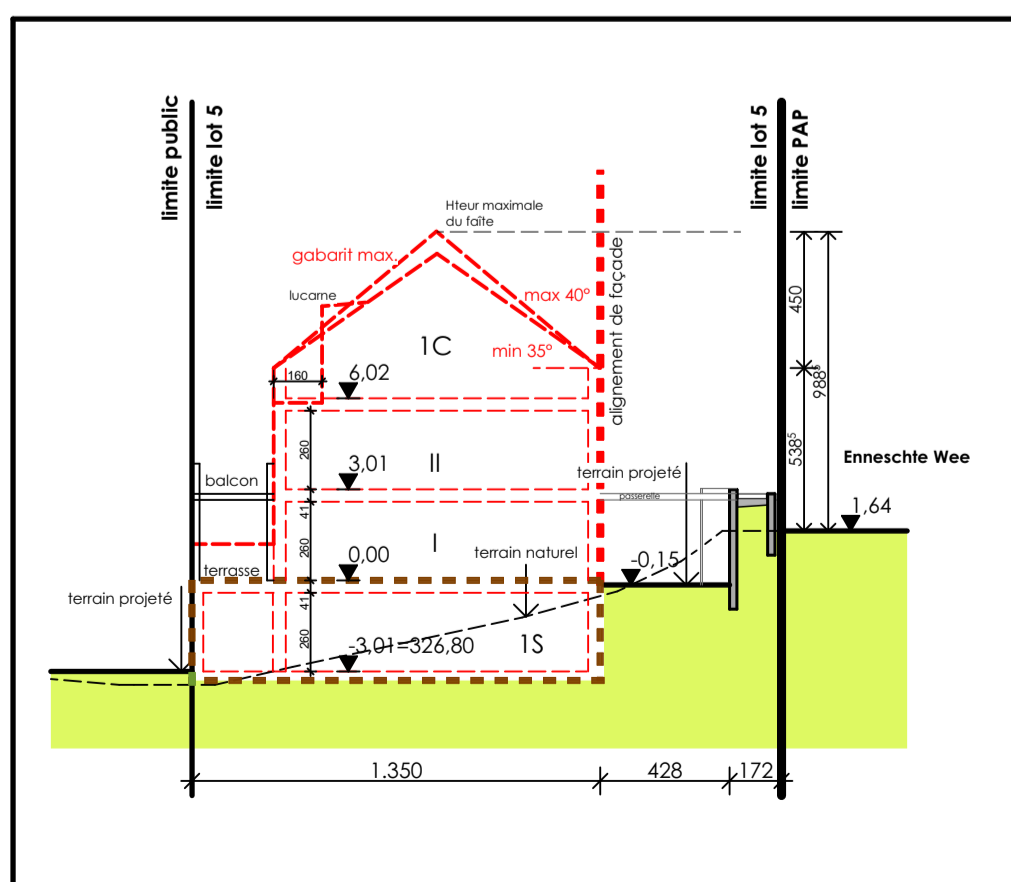 limite public
limite lot 5
limite lot 5
limite PAP
Hteur maximale
du faîte
gabarit max.
lucarne
max 40°
alignement de façade
450
988⁵
1C
min 35°
160
6,02
538⁵
260
3,01
II
terrain projeté
Enneschte Wee
balcon
passerelle
1,64
41
260
I
0,00
terrain naturel
-0,15
terrasse
terrain projeté
41
260
-3,01=326,80
1S
1.350
428
172